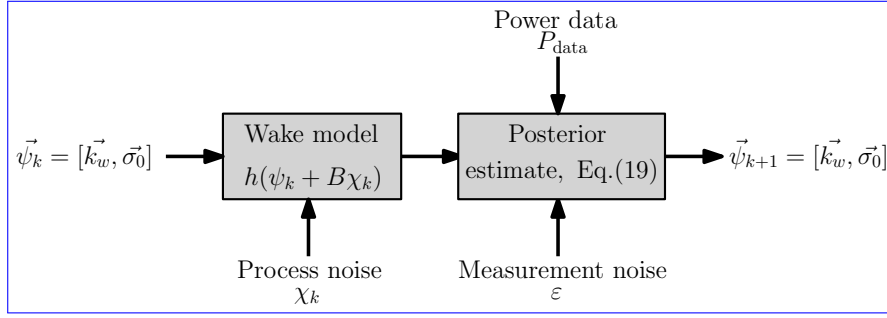 Power data
P_data
ψ⃗_k = [k⃗_w, σ⃗_0]
Wake model
h(ψ_k + Bχ_k)
Posterior
estimate, Eq.(19)
ψ⃗_{k+1} = [k⃗_w, σ⃗_0]
Process noise
χ_k
Measurement noise
ε